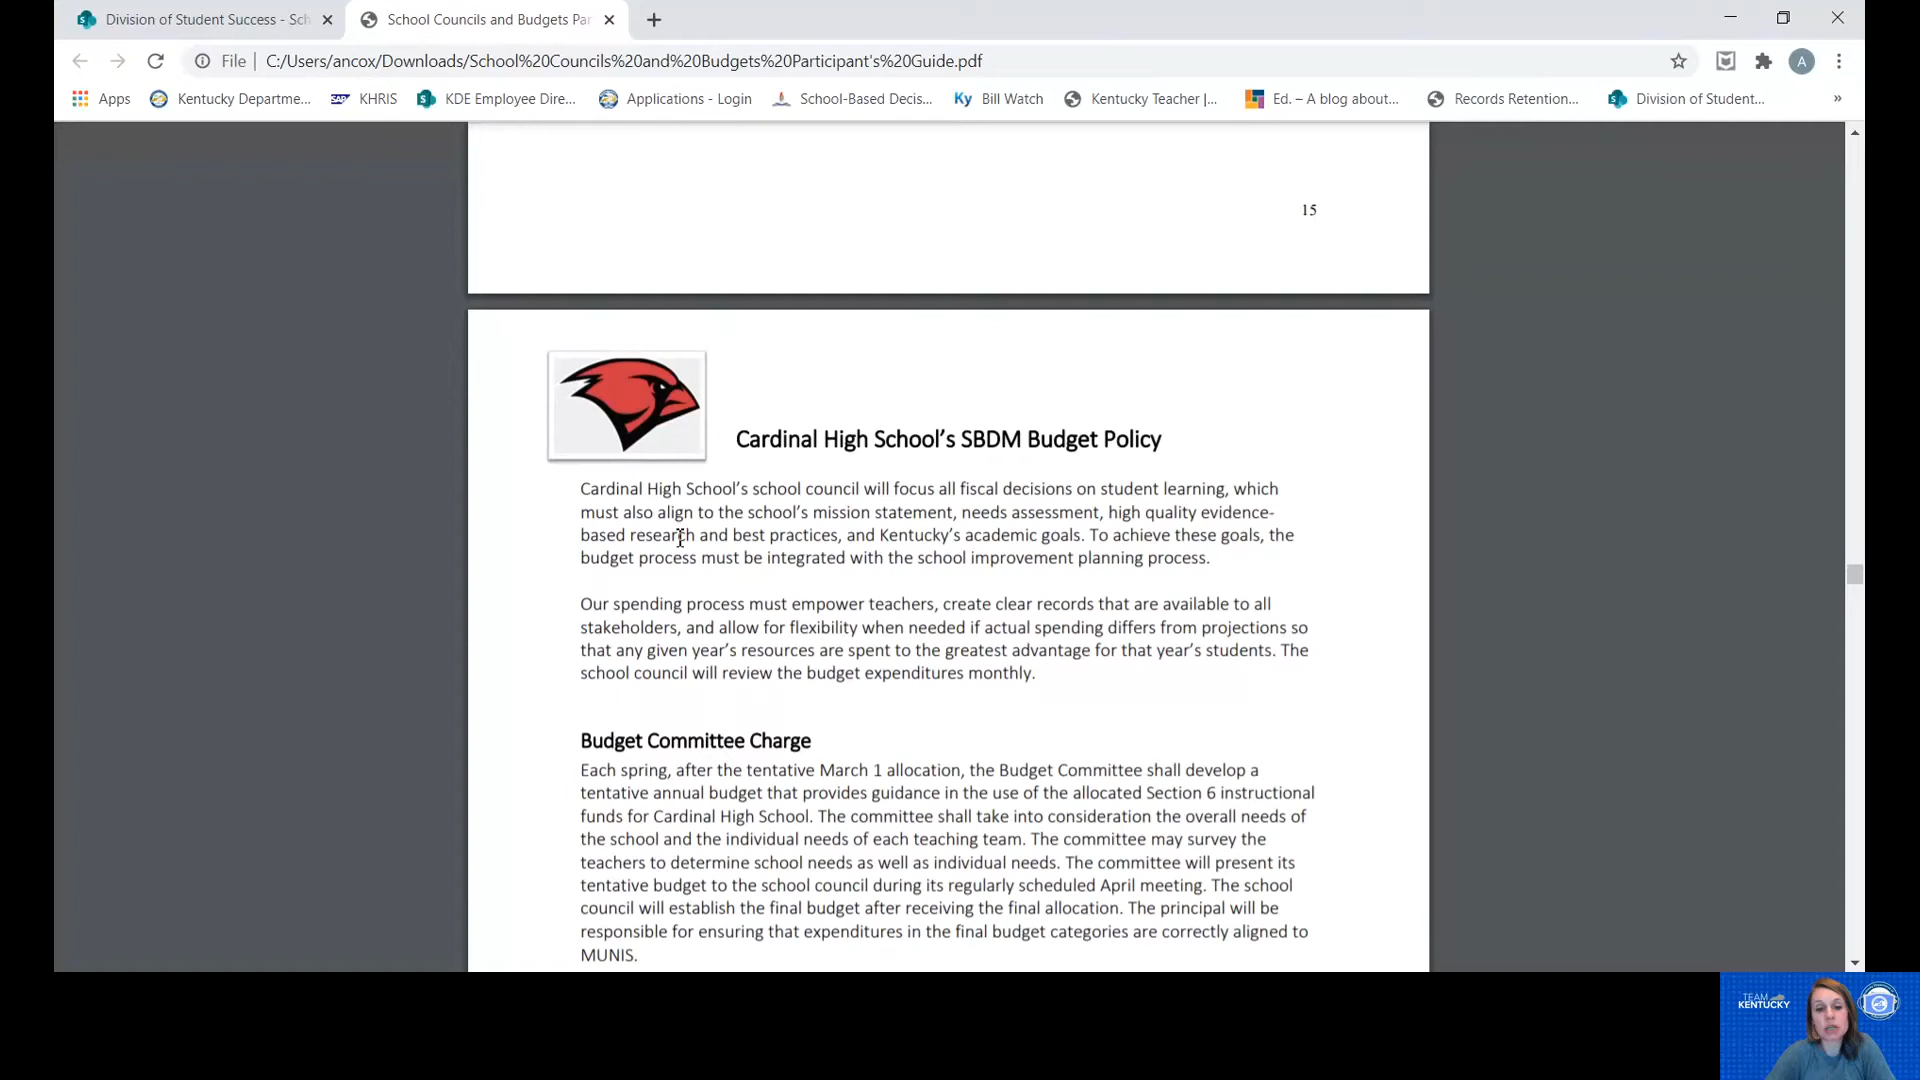 Division of Student Success - Sch
School Councils and Budgets Par
File
C:/Users/ancox/Downloads/School%20Councils%20and%20Budgets%20Participant's%20Guide.pdf
A
Apps
Kentucky Departme...
SAP
KHRIS
KDE Employee Dire...
Applications - Login
School-Based Decis...
Ky Bill Watch
Kentucky Teacher |...
Ed. – A blog about...
Records Retention...
Division of Student...
»
15
Cardinal High School's SBDM Budget Policy
Cardinal High School's school council will focus all fiscal decisions on student learning, which
must also align to the school's mission statement, needs assessment, high quality evidence-
based research and best practices, and Kentucky's academic goals. To achieve these goals, the
budget process must be integrated with the school improvement planning process.
Our spending process must empower teachers, create clear records that are available to all
stakeholders, and allow for flexibility when needed if actual spending differs from projections so
that any given year's resources are spent to the greatest advantage for that year's students. The
school council will review the budget expenditures monthly.
Budget Committee Charge
Each spring, after the tentative March 1 allocation, the Budget Committee shall develop a
tentative annual budget that provides guidance in the use of the allocated Section 6 instructional
funds for Cardinal High School. The committee shall take into consideration the overall needs of
the school and the individual needs of each teaching team. The committee may survey the
teachers to determine school needs as well as individual needs. The committee will present its
tentative budget to the school council during its regularly scheduled April meeting. The school
council will establish the final budget after receiving the final allocation. The principal will be
responsible for ensuring that expenditures in the final budget categories are correctly aligned to
MUNIS.
TEAM
KENTUCKY